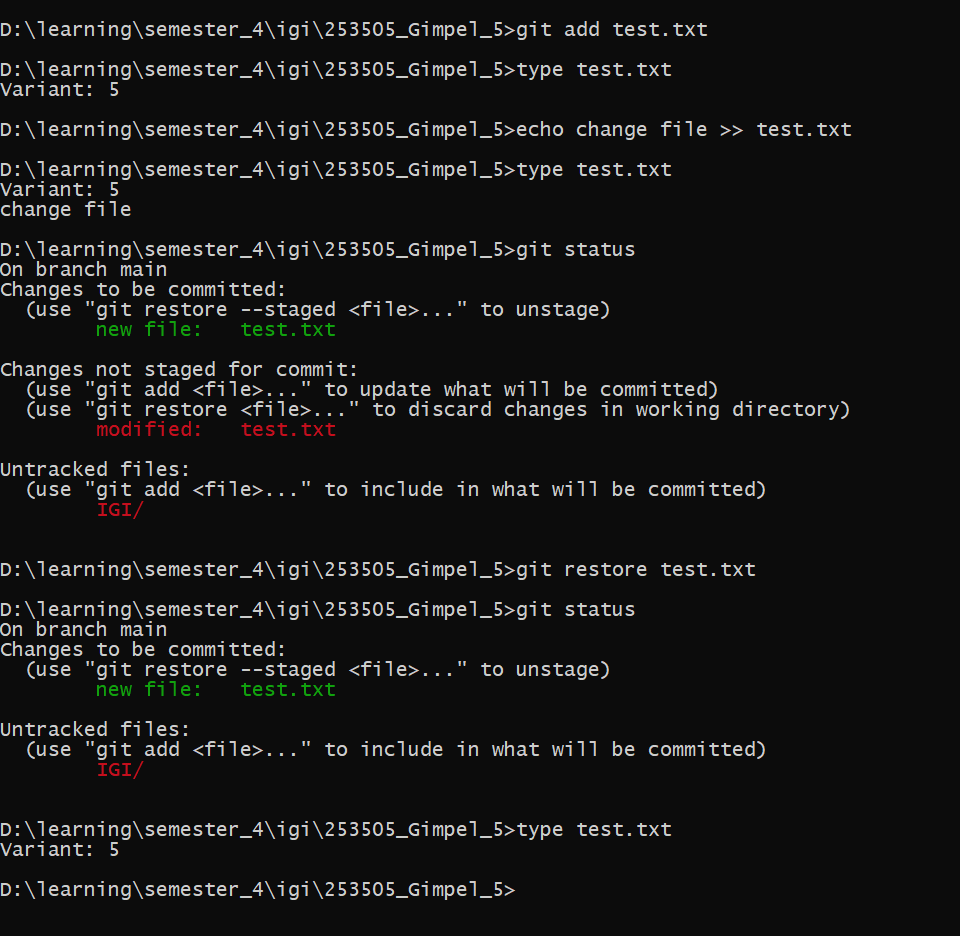 D:\learning\semester_4\igi\253505_Gimpel_5>git add test.txt
D:\learning\semester_4\igi\253505_Gimpel_5>type test.txt
Variant: 5
D:\learning\semester_4\igi\253505_Gimpel_5>echo change file >> test.txt
D:\learning\semester_4\igi\253505_Gimpel_5>type test.txt
Variant: 5
change file
D:\learning\semester_4\igi\253505_Gimpel_5>git status
On branch main
Changes to be committed:
  (use "git restore --staged <file>..." to unstage)
        new file:   test.txt
Changes not staged for commit:
  (use "git add <file>..." to update what will be committed)
  (use "git restore <file>..." to discard changes in working directory)
        modified:   test.txt
Untracked files:
  (use "git add <file>..." to include in what will be committed)
        IGI/
D:\learning\semester_4\igi\253505_Gimpel_5>git restore test.txt
D:\learning\semester_4\igi\253505_Gimpel_5>git status
On branch main
Changes to be committed:
  (use "git restore --staged <file>..." to unstage)
        new file:   test.txt
Untracked files:
  (use "git add <file>..." to include in what will be committed)
        IGI/
D:\learning\semester_4\igi\253505_Gimpel_5>type test.txt
Variant: 5
D:\learning\semester_4\igi\253505_Gimpel_5>